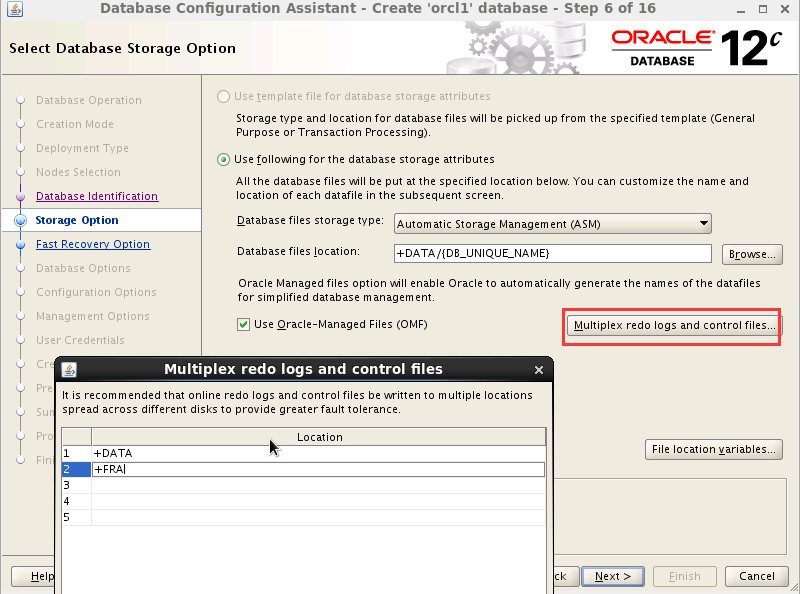 Database Configuration Assistant - Create 'orcl1' database - Step 6 of 16
Select Database Storage Option
ORACLE
DATABASE
12c
Database Operation
Creation Mode
Deployment Type
Nodes Selection
Database Identification
Storage Option
Fast Recovery Option
Database Options
Configuration Options
Management Options
User Credentials
Use template file for database storage attributes
Storage type and location for database files will be picked up from the specified template (General
Purpose or Transaction Processing).
Use following for the database storage attributes
All the database files will be put at the specified location below. You can customize the name and
location of each datafile in the subsequent screen.
Database files storage type: Automatic Storage Management (ASM)
Database files location: +DATA/{DB_UNIQUE_NAME} Browse...
Oracle Managed files option will enable Oracle to automatically generate the names of the datafiles
for simplified database management.
Use Oracle-Managed Files (OMF) Multiplex redo logs and control files...
File location variables...
Multiplex redo logs and control files
It is recommended that online redo logs and control files be written to multiple locations
spread across different disks to provide greater fault tolerance.
Location
1 +DATA
2 +FRA
3
4
5
Help
Next >
Finish
Cancel